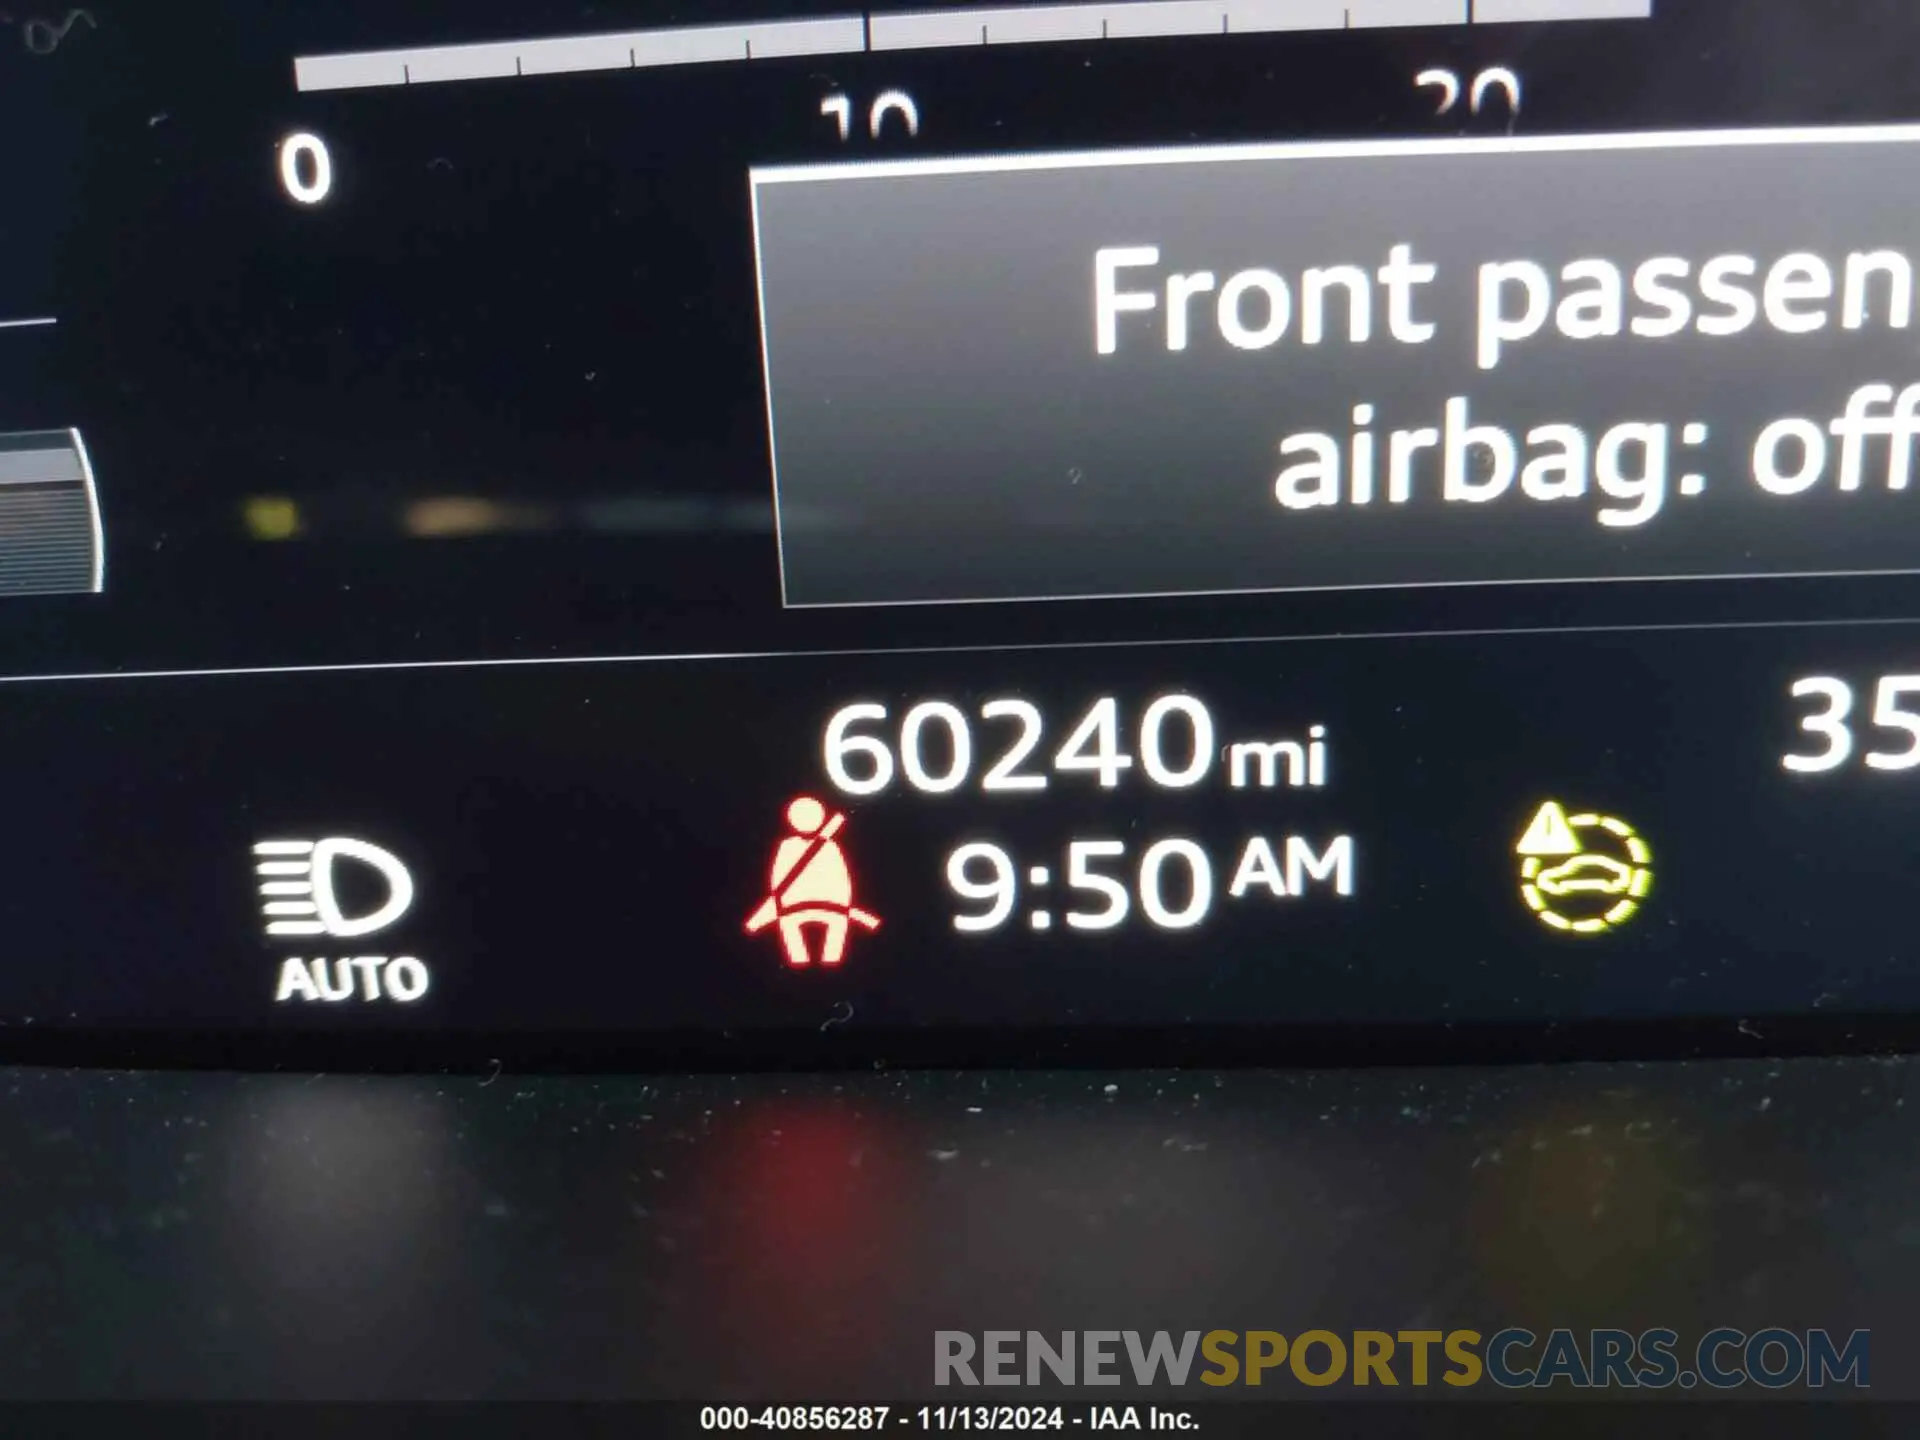 0
10
20
Front passen
airbag: off
60240 mi
35
9:50 AM
AUTO
RENEWSPORTSCARS.COM
000-40856287 - 11/13/2024 - IAA Inc.